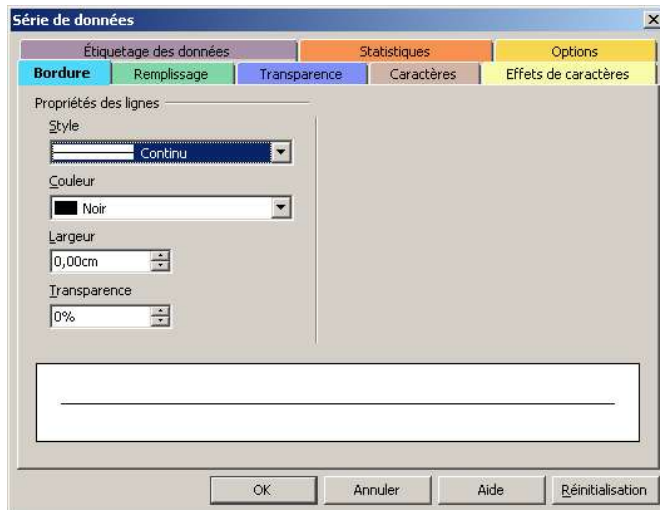 Série de données
Étiquetage des données Statistiques Options
Bordure Remplissage Transparence Caractères Effets de caractères
Propriétés des lignes
Style
Continu
Couleur
Noir
Largeur
0,00cm
Transparence
0%
OK Annuler Aide Réinitialisation